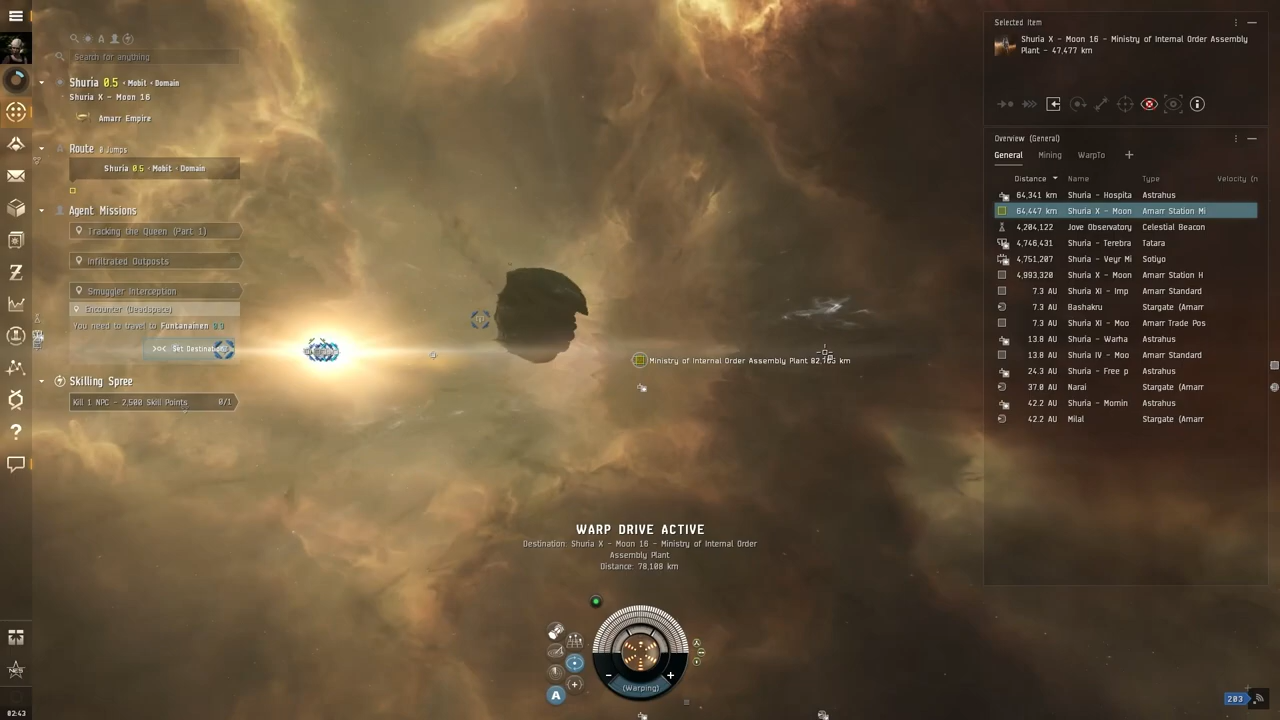 Search for anything
Shuria 0.5 ‹ Mobit ‹ Domain
Shuria X - Moon 16
Amarr Empire
Route 0 Jumps
Shuria 0.5 ‹ Mobit ‹ Domain
Agent Missions
Tracking the Queen (Part 1)
Infiltrated Outposts
Smuggler Interception
Encounter (Deadspace)
You need to travel to Funtanainen
Set Destination
Skilling Spree
Kill 1 NPC - 2,500 Skill Points 0/1
02:43
Ministry of Internal Order Assembly Plant
WARP DRIVE ACTIVE
Destination: Shuria X - Moon 16 - Ministry of Internal Order
Assembly Plant
Distance: 78,108 km
(Warping)
Selected Item
Shuria X - Moon 16 - Ministry of Internal Order Assembly
Plant - 47,477 km
Overview (General)
General Mining WarpTo
Distance Name Type Velocity (m
64,341 km Shuria - Hospita Astrahus
64,447 km Shuria X - Moon Amarr Station Mi
4,204,122 Jove Observatory Celestial Beacon
4,746,431 Shuria - Terebra Tatara
4,751,207 Shuria - Veyr Mi Sotiyo
4,993,320 Shuria X - Moon Amarr Station H
7.3 AU Shuria XI - Imp Amarr Standard
7.3 AU Bashakru Stargate (Amarr
7.3 AU Shuria XI - Moo Amarr Trade Pos
13.8 AU Shuria - Warha Astrahus
13.8 AU Shuria IV - Moo Amarr Standard
24.3 AU Shuria - Free p Astrahus
37.0 AU Narai Stargate (Amarr
42.2 AU Shuria - Mornin Astrahus
42.2 AU Milal Stargate (Amarr
203